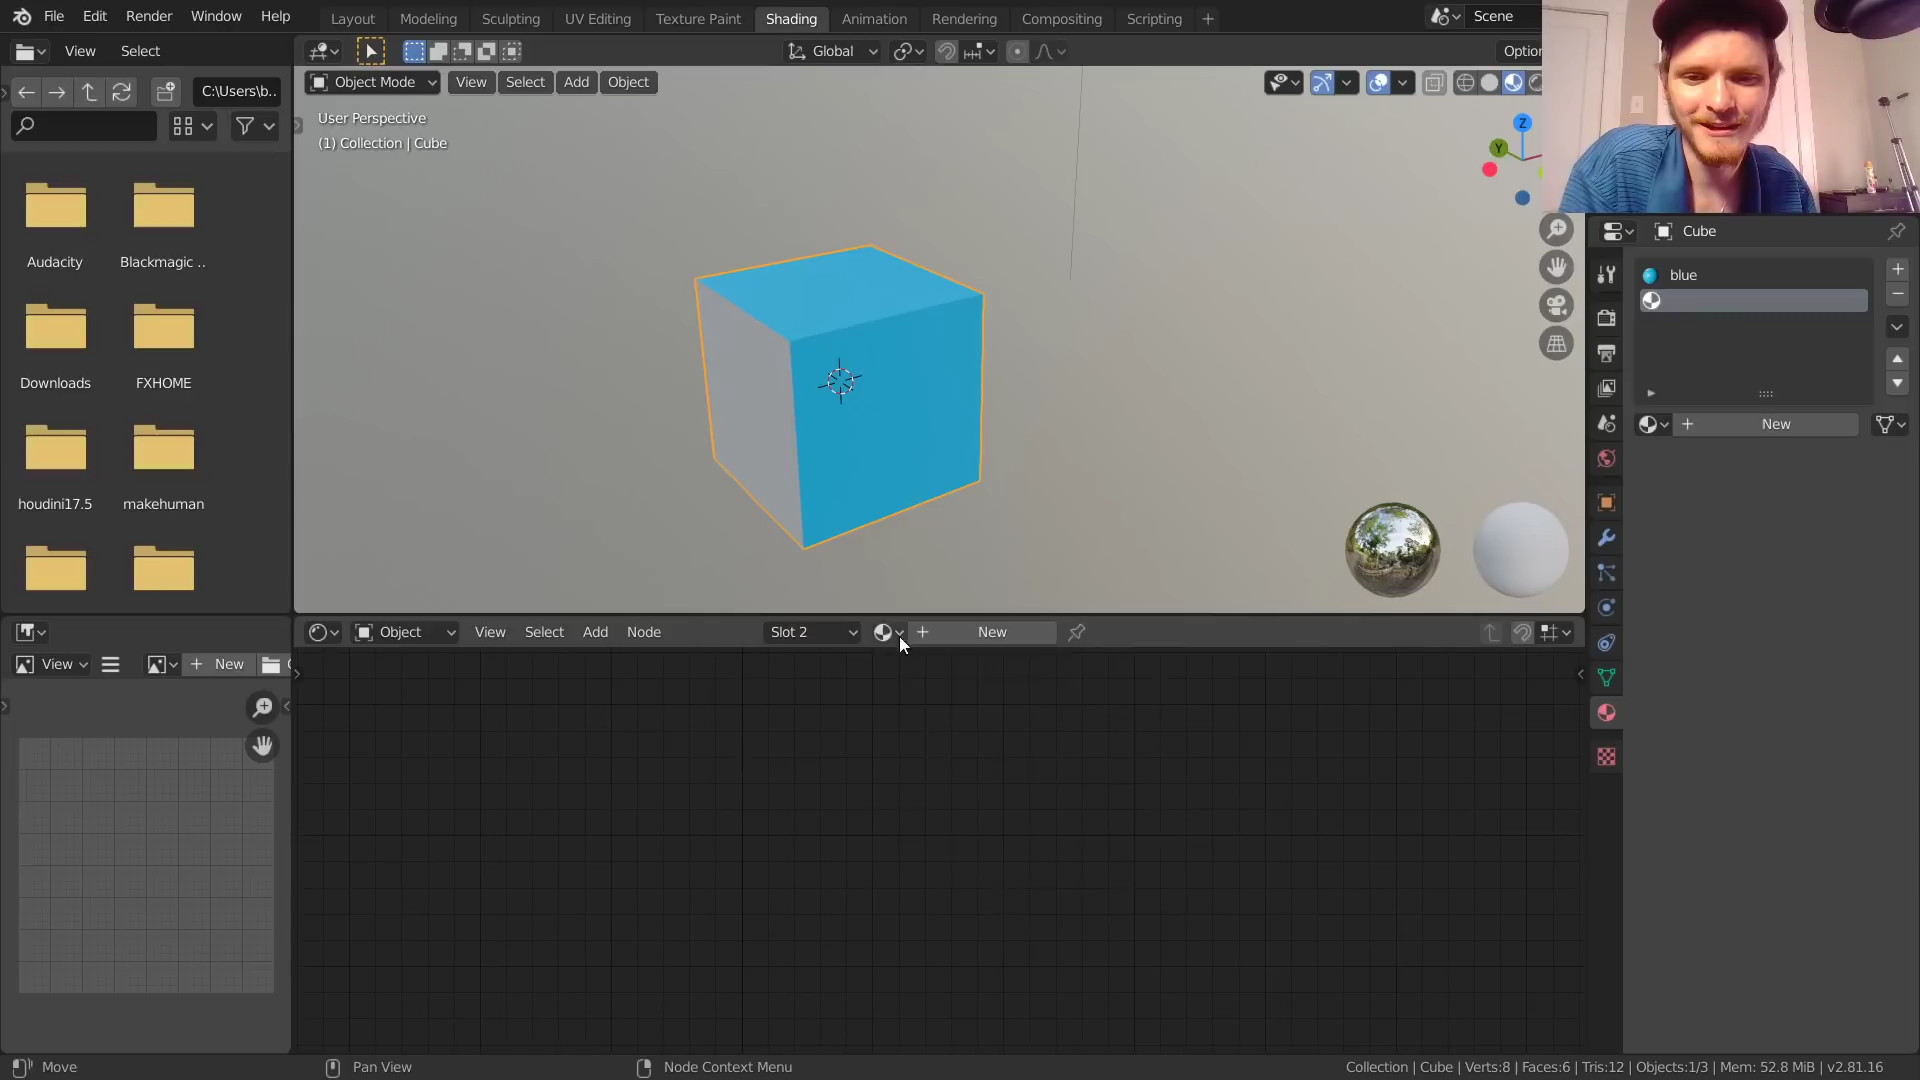 File Edit Render Window Help Layout Modeling Sculpting UV Editing Texture Paint Shading Animation Rendering Compositing Scripting + Scene
View Select Global Optio
C:\Users\b.. Object Mode View Select Add Object
User Perspective
(1) Collection | Cube
Z
Y
Cube
blue
Audacity Blackmagic ..
Downloads FXHOME
New
houdini17.5 makehuman
Object View Select Add Node Slot 2 New
View New
Move Pan View Node Context Menu Collection | Cube | Verts:8 | Faces:6 | Tris:12 | Objects:1/3 | Mem: 52.8 MiB | v2.81.16